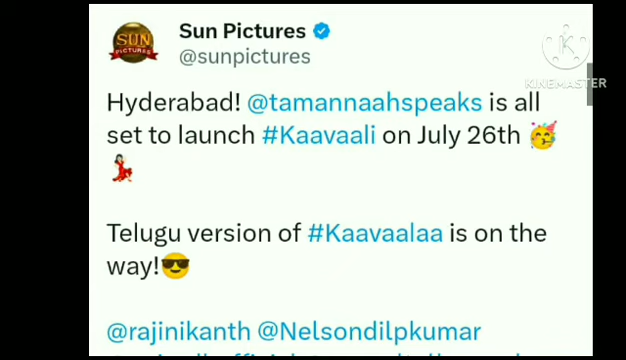 Sun Pictures
@sunpictures
SUN
PICTURES
KINEMASTER
Hyderabad! @tamannaahspeaks is all
set to launch #Kaavaali on July 26th 🥳
💃
Telugu version of #Kaavaalaa is on the
way!😎
@rajinikanth @Nelsondilpkumar